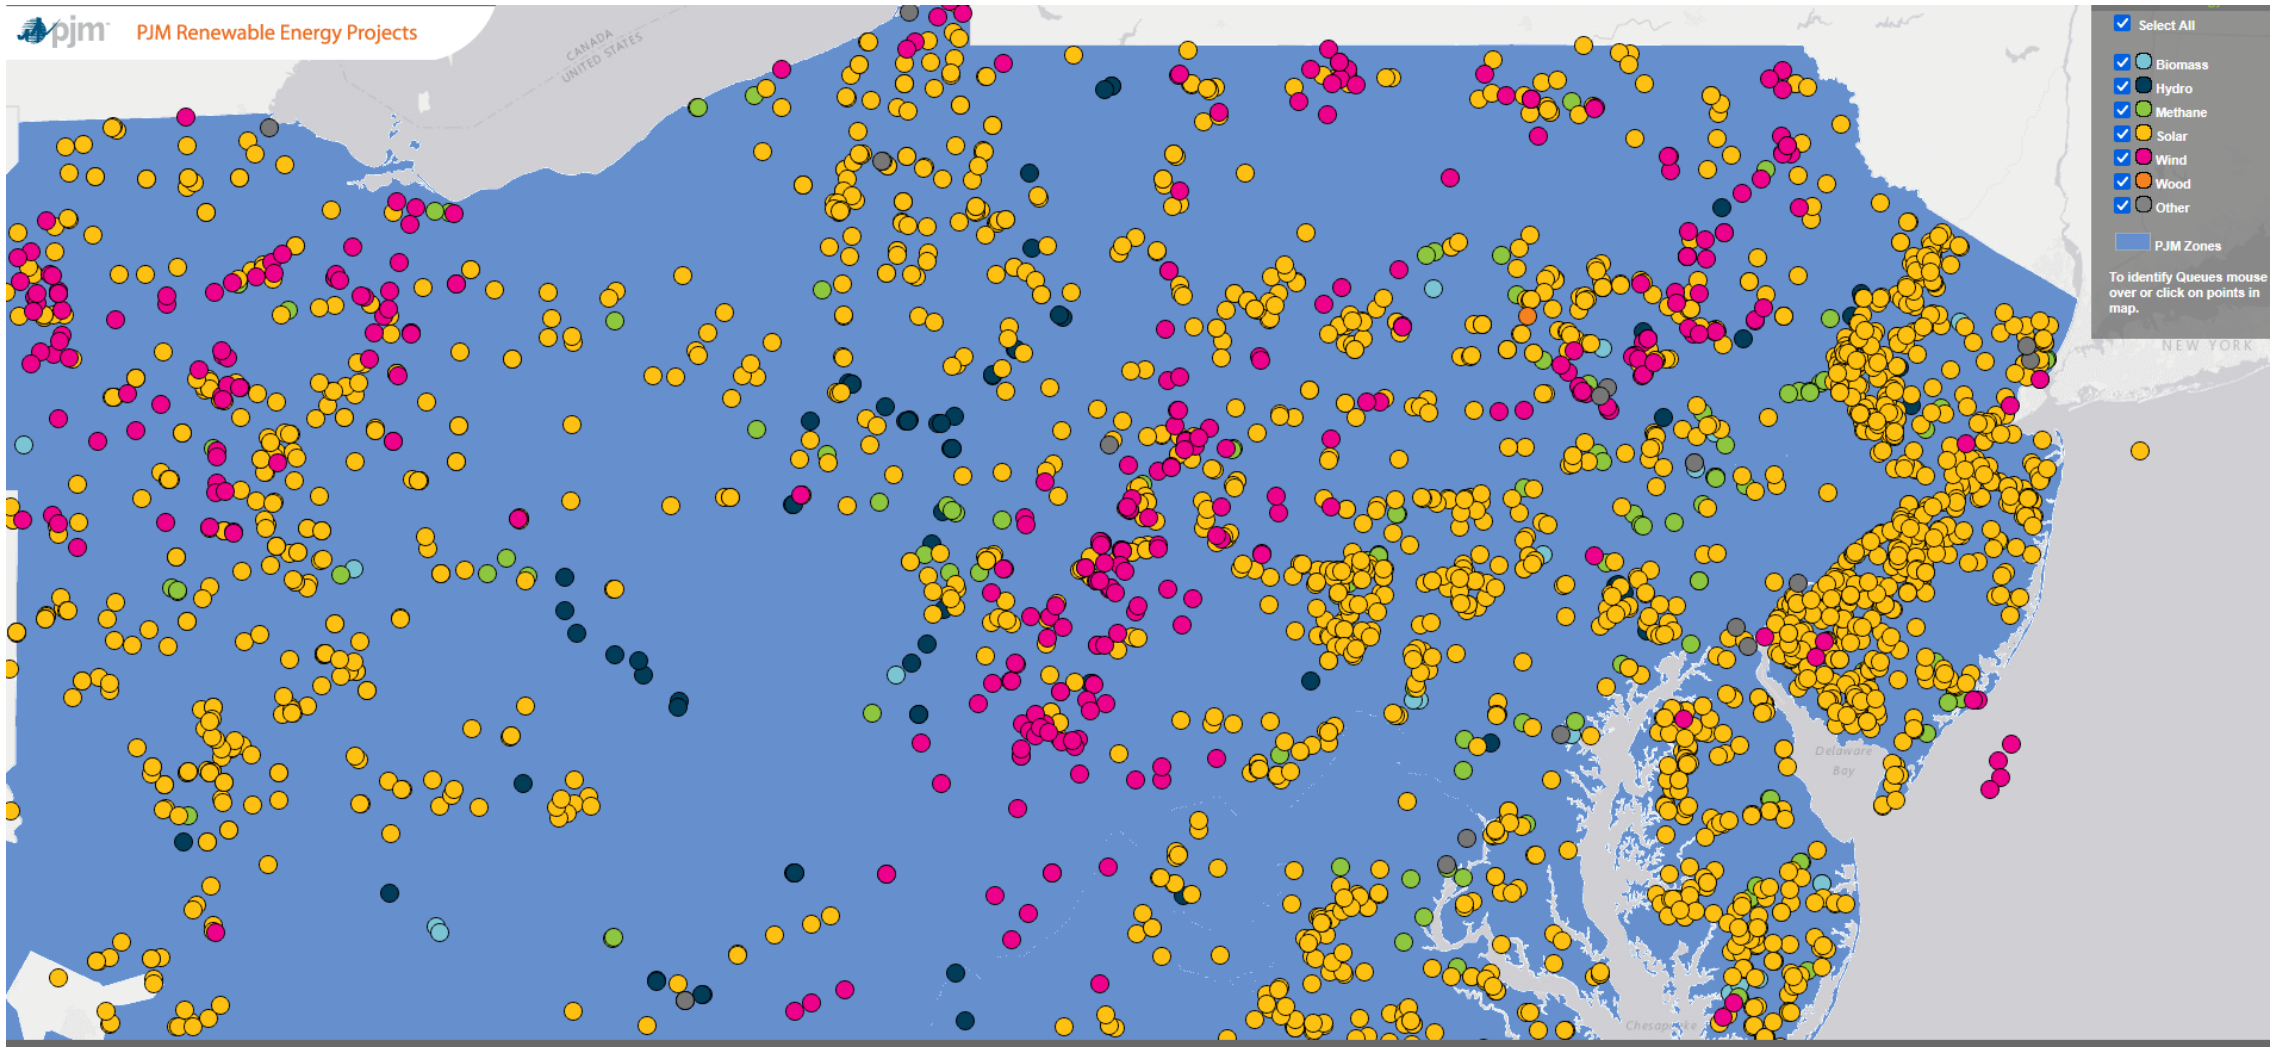 pjm
PJM Renewable Energy Projects
CANADA
UNITED STATES
Select All
Biomass
Hydro
Methane
Solar
Wind
Wood
Other
PJM Zones
To identify Queues mouse
over or click on points in
map.
NEW YORK
Delaware
Bay